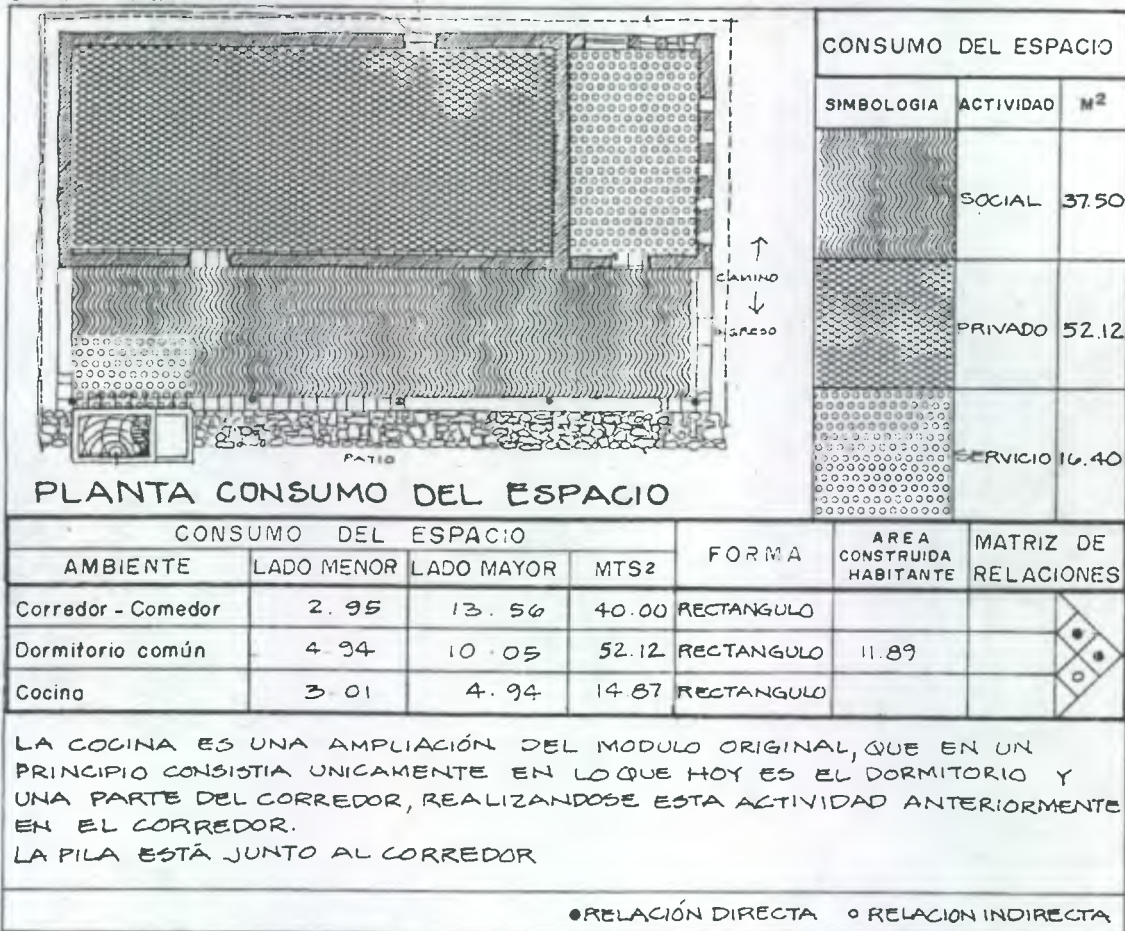 CONSUMO DEL ESPACIO
SIMBOLOGIA ACTIVIDAD M2
SOCIAL 37.50
PRIVADO 52.12
SERVICIO 16.40
CAMINO
INGRESO
PATIO
PLANTA CONSUMO DEL ESPACIO
CONSUMO DEL ESPACIO
FORMA
AREA CONSTRUIDA HABITANTE
MATRIZ DE RELACIONES
AMBIENTE LADO MENOR LADO MAYOR MTS2
Corredor - Comedor 2.95 13.56 40.00 RECTANGULO
Dormitorio común 4.94 10.05 52.12 RECTANGULO 11.89
Cocina 3.01 4.94 14.87 RECTANGULO
LA COCINA ES UNA AMPLIACIÓN DEL MODULO ORIGINAL, QUE EN UN
PRINCIPIO CONSISTIA UNICAMENTE EN LO QUE HOY ES EL DORMITORIO Y
UNA PARTE DEL CORREDOR, REALIZANDOSE ESTA ACTIVIDAD ANTERIORMENTE
EN EL CORREDOR.
LA PILA ESTÁ JUNTO AL CORREDOR
●RELACIÓN DIRECTA ○ RELACION INDIRECTA